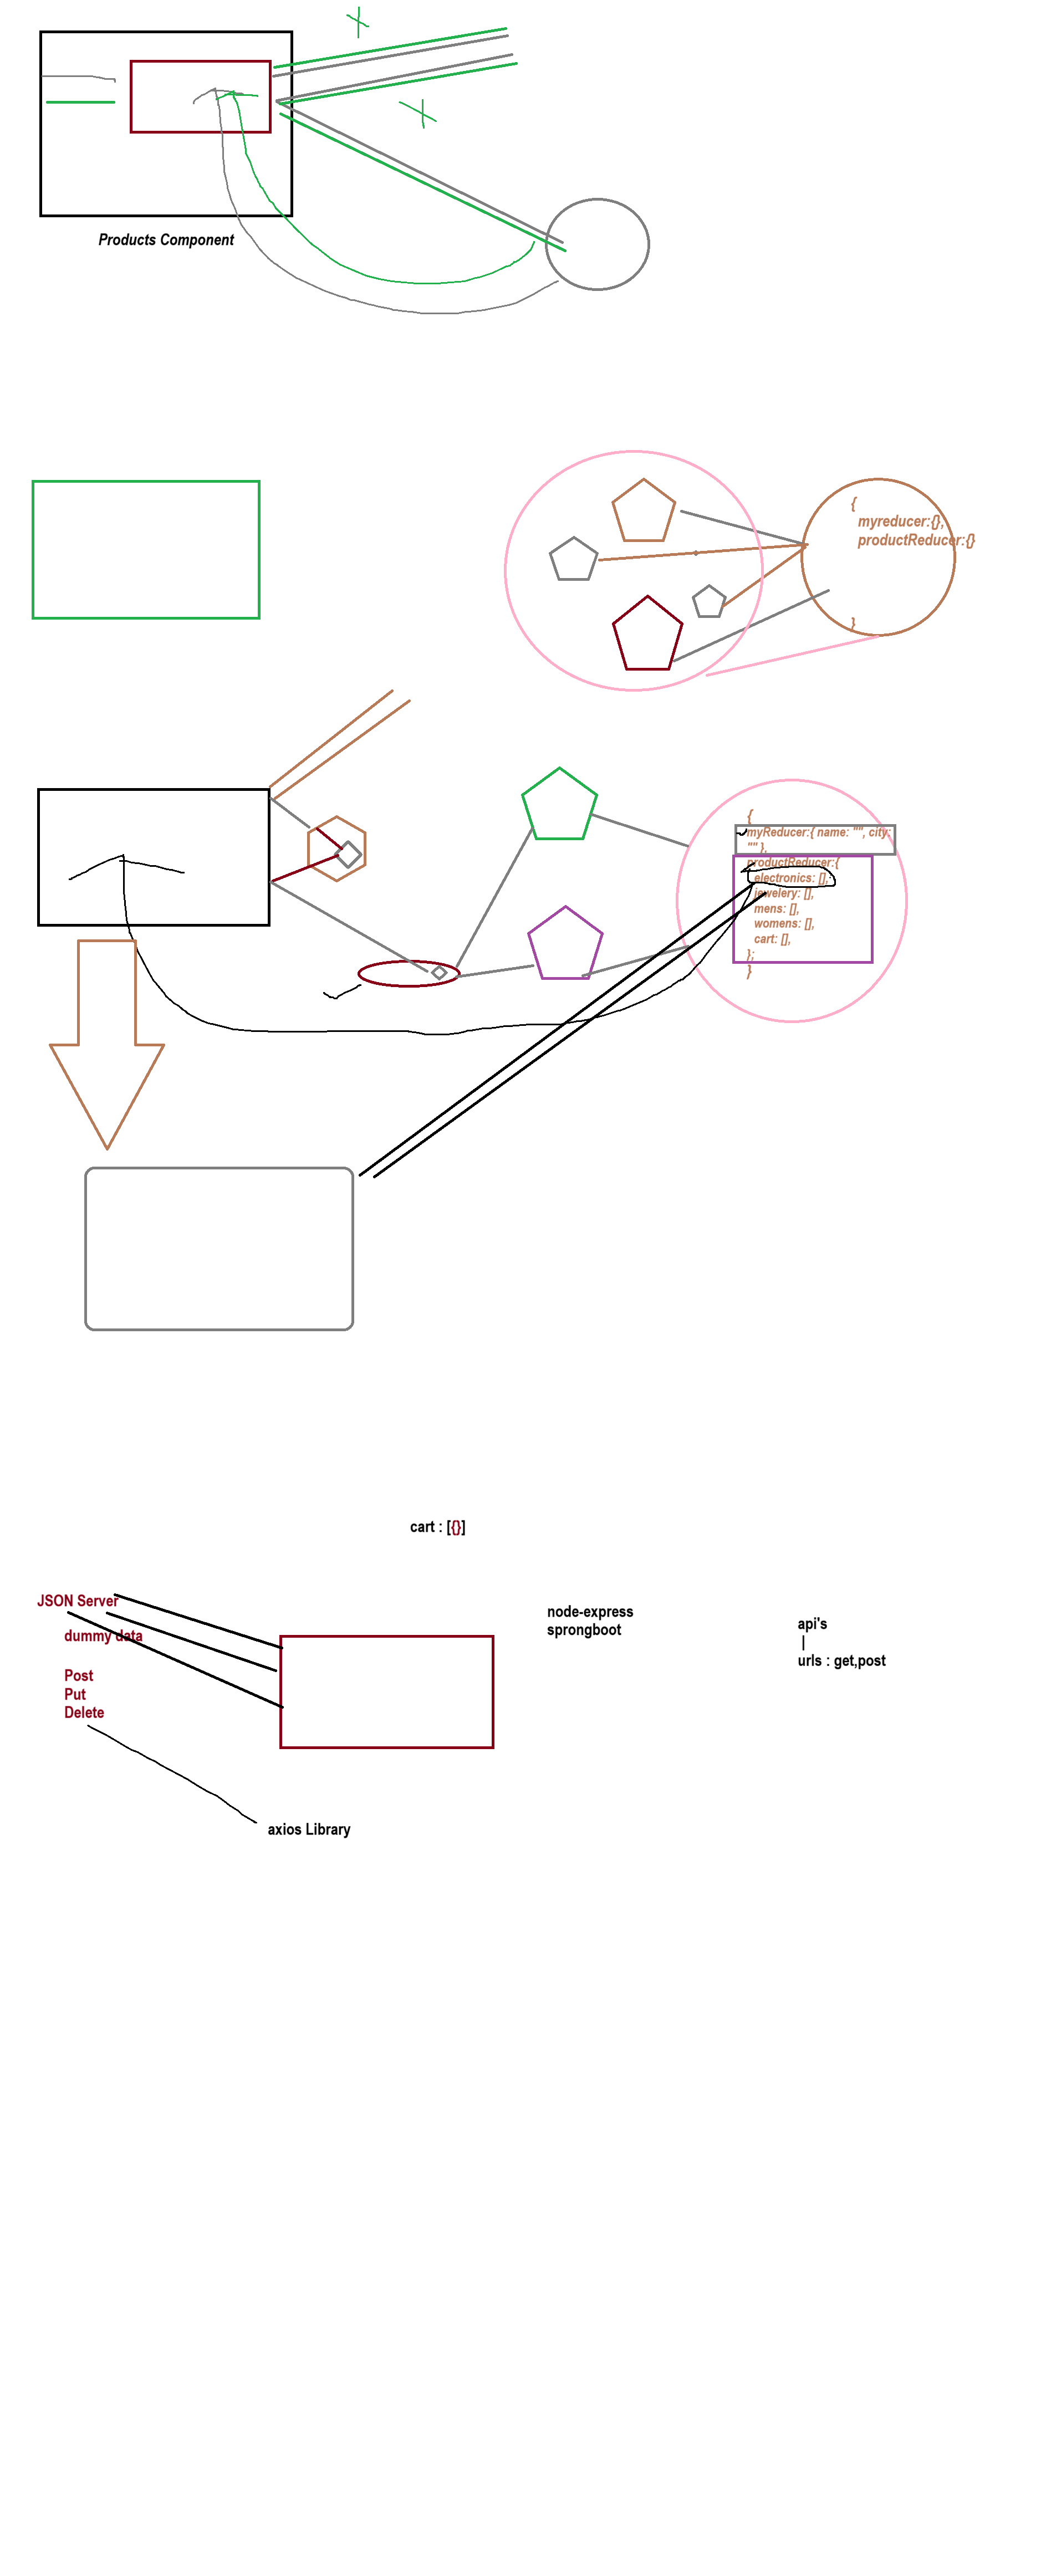 Products Component
{
myreducer:{},
productReducer:{}
}
{
myReducer:{ name: "", city:
"" },
productReducer:{
electronics: [],
jewelery: [],
mens: [],
womens: [],
cart: [],
};
}
cart : [{}]
JSON Server
dummy data
Post
Put
Delete
node-express
sprongboot
api's
|
urls : get,post
axios Library